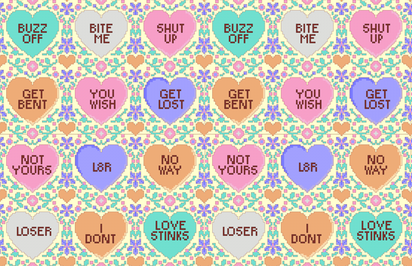 BUZZ OFF BITE ME SHUT UP BUZZ OFF BITE ME SHUT UP
GET BENT YOU WISH GET LOST GET BENT YOU WISH GET LOST
NOT YOURS L8R NO WAY NOT YOURS L8R NO WAY
LOSER I DONT LOVE STINKS LOSER I DONT LOVE STINKS